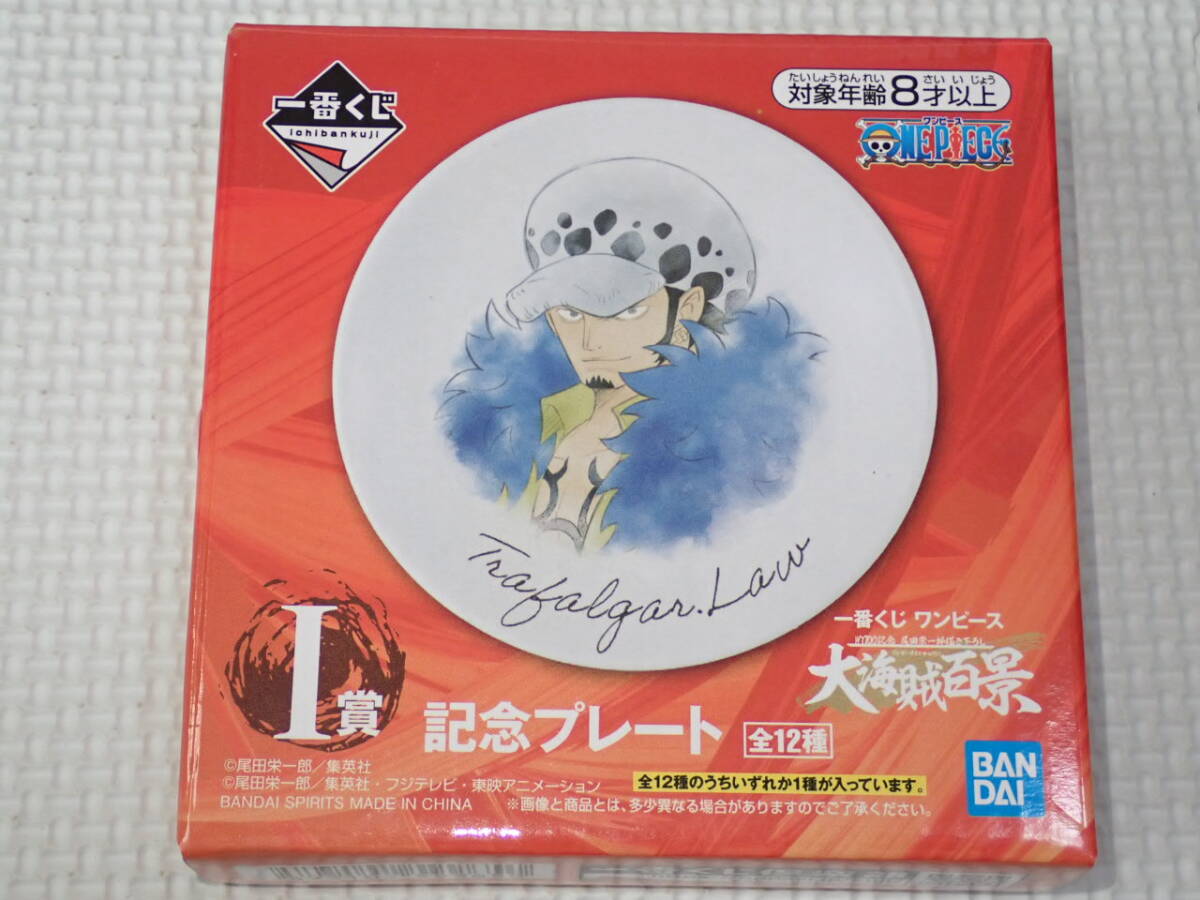 一番くじ
ichibankuji
たいしょうねんれい さい い じょう
対象年齢8才以上
ワンピース
ONE PIECE
Trafalgar.Law
一番くじ ワンピース
大海賊百景
I賞
記念プレート 全12種
©尾田栄一郎／集英社
©尾田栄一郎／集英社・フジテレビ・東映アニメーション
全12種のうちいずれか1種が入っています。
BANDAI SPIRITS MADE IN CHINA
※画像と商品とは、多少異なる場合がありますのでご了承ください。
BAN
DAI